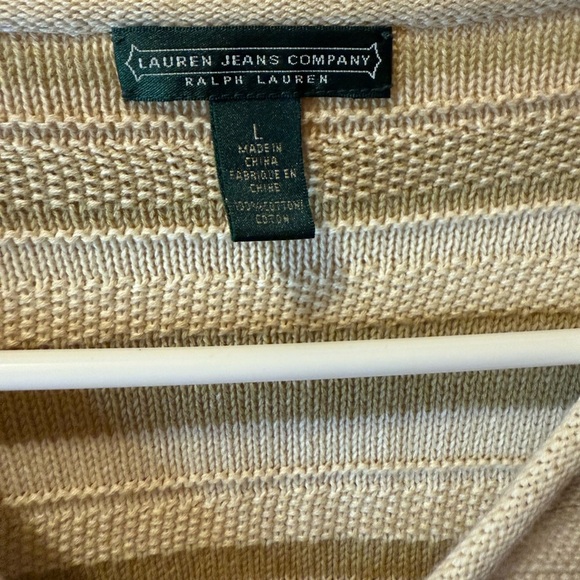 LAUREN JEANS COMPANY
RALPH LAUREN
L
MADE IN
CHINA
FABRIQUE EN
CHINE
100% COTTON/
COTON